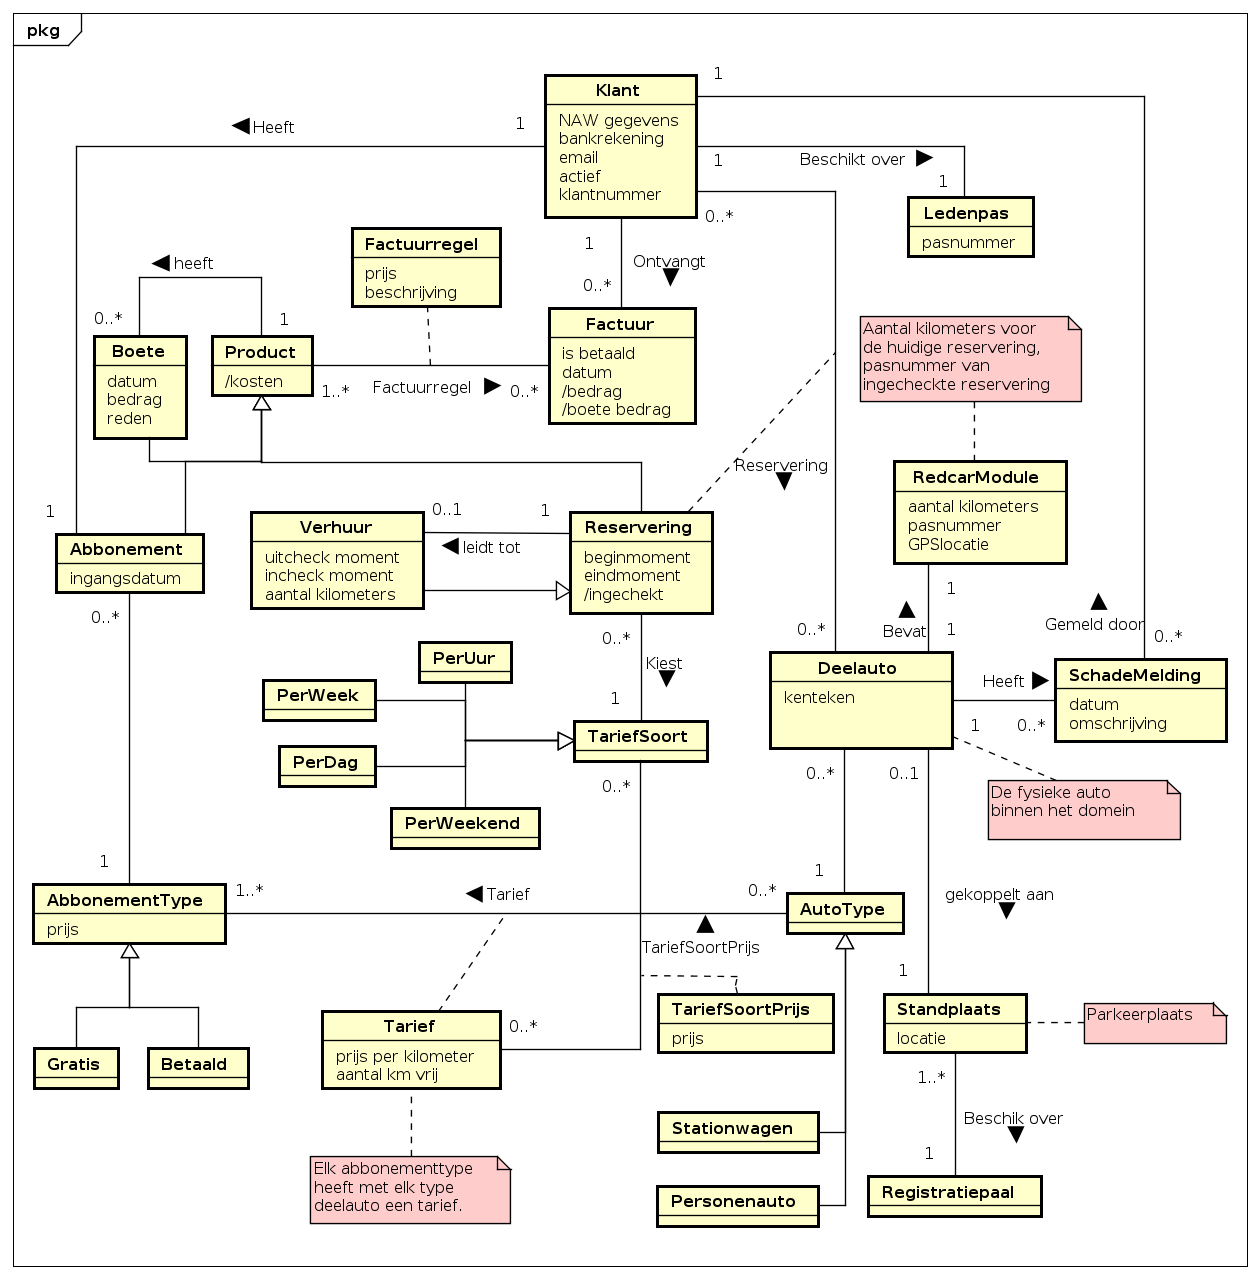 pkg
Klant
NAW gegevens
bankrekening
email
actief
klantnummer
1
1
Heeft
1
Beschikt over
1
0..*
Ledenpas
pasnummer
Factuurregel
prijs
beschrijving
1
Ontvangt
0..*
heeft
0..*
1
Boete
datum
bedrag
reden
Product
/kosten
1..*
Factuurregel
0..*
Factuur
is betaald
datum
/bedrag
/boete bedrag
Aantal kilometers voor
de huidige reservering,
pasnummer van
ingecheckte reservering
Reservering
RedcarModule
aantal kilometers
pasnummer
GPSlocatie
1
Abbonement
ingangsdatum
0..*
Verhuur
uitcheck moment
incheck moment
aantal kilometers
0..1
1
leidt tot
Reservering
beginmoment
eindmoment
/ingechekt
0..*
Kiest
1
1
Bevat
1
0..*
Gemeld door
0..*
Deelauto
kenteken
Heeft
1
0..*
SchadeMelding
datum
omschrijving
PerUur
PerWeek
PerDag
PerWeekend
TariefSoort
0..*
0..*
0..1
De fysieke auto
binnen het domein
1
AbbonementType
prijs
1..*
Tarief
0..*
1
AutoType
TariefSoortPrijs
gekoppelt aan
1
Gratis
Betaald
Tarief
prijs per kilometer
aantal km vrij
0..*
TariefSoortPrijs
prijs
Standplaats
locatie
Parkeerplaats
1..*
Beschik over
1
Stationwagen
Personenauto
Registratiepaal
Elk abbonementtype
heeft met elk type
deelauto een tarief.